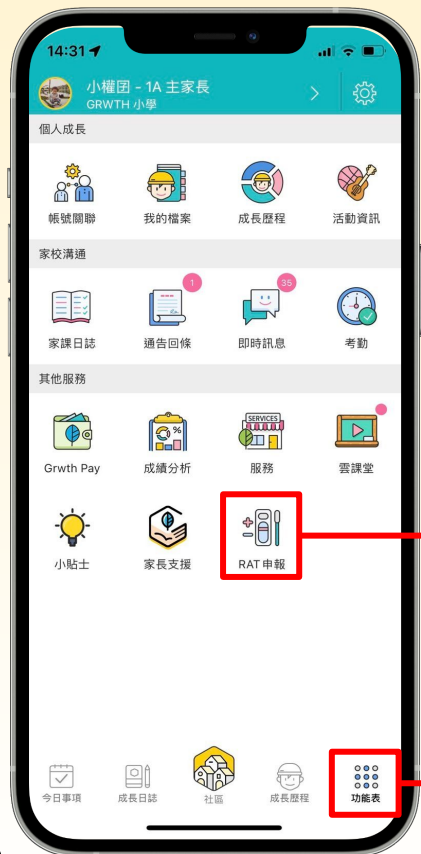 14:31
小權囝 - 1A 主家長
GRWTH 小學
個人成長
帳號關聯
我的檔案
成長歷程
活動資訊
家校溝通
1
35
家課日誌
通告回條
即時訊息
考勤
其他服務
SERVICES
Grwth Pay
成績分析
服務
雲課堂
小貼士
家長支援
RAT 申報
今日事項
成長日誌
社區
成長歷程
功能表